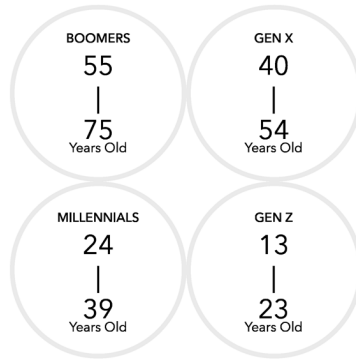 BOOMERS
55
|
75
Years Old
GEN X
40
|
54
Years Old
MILLENNIALS
24
|
39
Years Old
GEN Z
13
|
23
Years Old